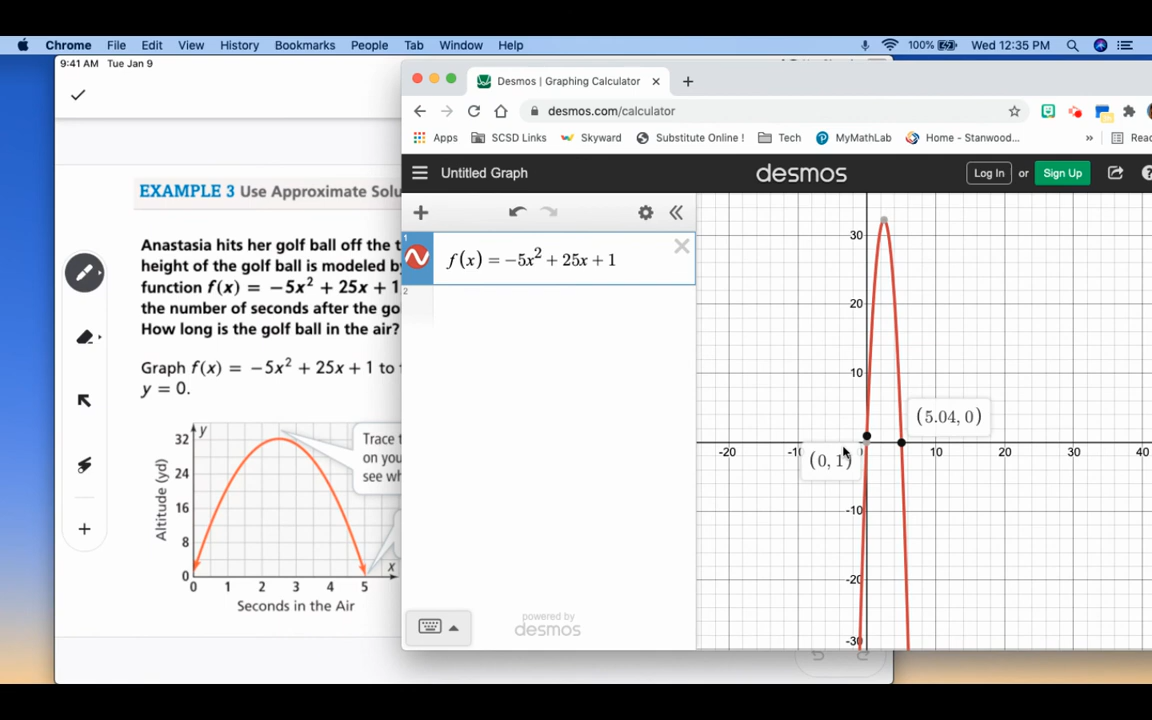 Chrome File Edit View History Bookmarks People Tab Window Help 100% Wed 12:35 PM
9:41 AM Tue Jan 9
Desmos | Graphing Calculator
desmos.com/calculator
Apps SCSD Links Skyward Substitute Online ! Tech MyMathLab Home - Stanwood... »
Untitled Graph desmos Log In or Sign Up
EXAMPLE 3 Use Approximate Solu
Anastasia hits her golf ball off the t
height of the golf ball is modeled by
function f(x) = −5x² + 25x + 1
the number of seconds after the go
How long is the golf ball in the air?
Graph f(x) = −5x² + 25x + 1 to
y = 0.
32 y
24
16
8
0
Altitude (yd)
0 1 2 3 4 5 x
Seconds in the Air
Trace t
on you
see wh
1
f(x) = −5x² + 25x + 1
2
powered by
desmos
30
20
10
(5.04, 0)
-20 -10 0 10 20 30 40
(0, 1)
-10
-20
-30